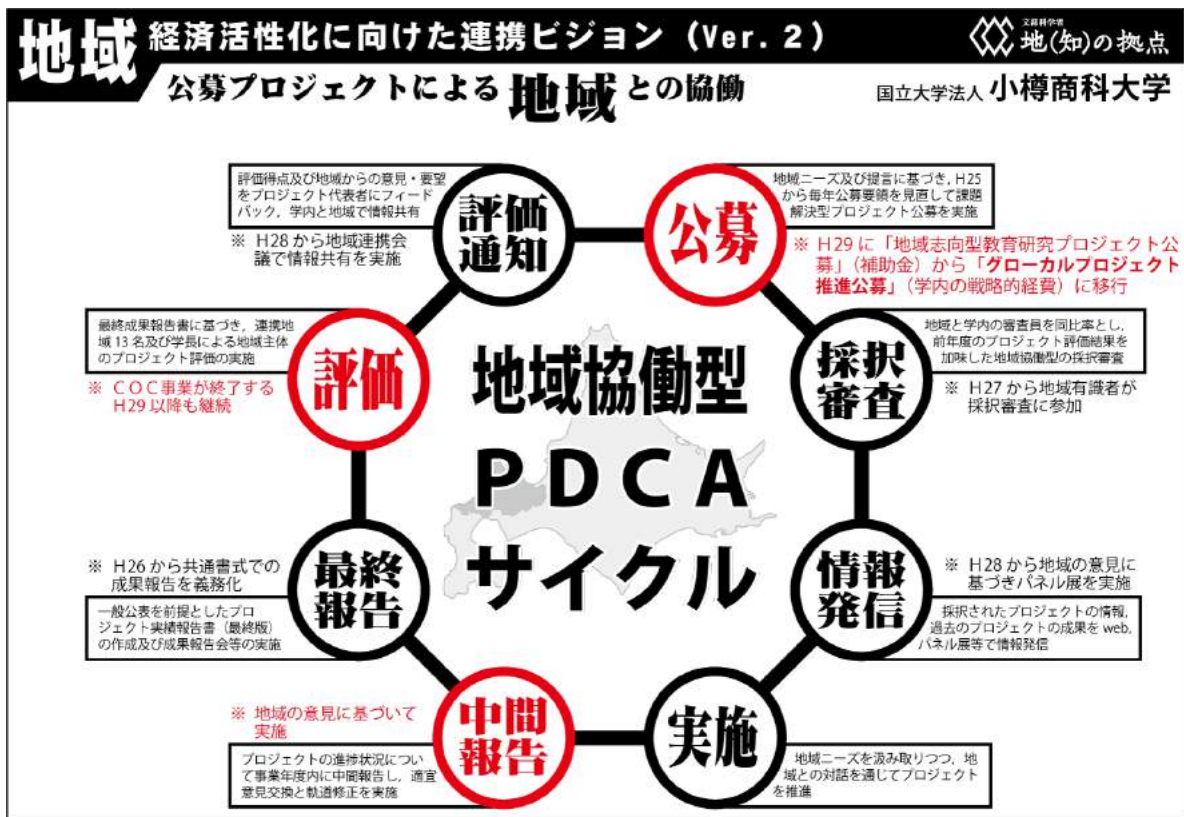 地域 経済活性化に向けた連携ビジョン（Ver. 2）
文部科学省
地(知)の拠点
公募プロジェクトによる 地域 との協働
国立大学法人 小樽商科大学
評価得点及び地域からの意見・要望
をプロジェクト代表者にフィード
バック，学内と地域で情報共有
※ H28 から地域連携会
議で情報共有を実施
評価
通知
公募
地域ニーズ及び提言に基づき，H25
から毎年公募要領を見直して課題
解決型プロジェクト公募を実施
※ H29 に「地域志向型教育研究プロジェクト公
募」（補助金）から「グローカルプロジェクト
推進公募」（学内の戦略的経費）に移行
最終成果報告書に基づき，連携地
域 13 名及び学長による地域主体
のプロジェクト評価の実施
※ ＣＯＣ事業が終了する
H29 以降も継続
評価
地域協働型
ＰＤＣＡ
サイクル
採択
審査
地域と学内の審査員を同比率とし，
前年度のプロジェクト評価結果を
加味した地域協働型の採択審査
※ H27 から地域有識者が
採択審査に参加
※ H26 から共通書式での
成果報告を義務化
一般公表を前提としたプロ
ジェクト実績報告書（最終版）
の作成及び成果報告会等の実施
最終
報告
情報
発信
※ H28 から地域の意見に
基づきパネル展を実施
採択されたプロジェクトの情報，
過去のプロジェクトの成果を web，
パネル展等で情報発信
※ 地域の意見に基づいて
実施
プロジェクトの進捗状況につい
て事業年度内に中間報告し，適宜
意見交換と軌道修正を実施
中間
報告
実施
地域ニーズを汲み取りつつ，地
域との対話を通じてプロジェクト
を推進